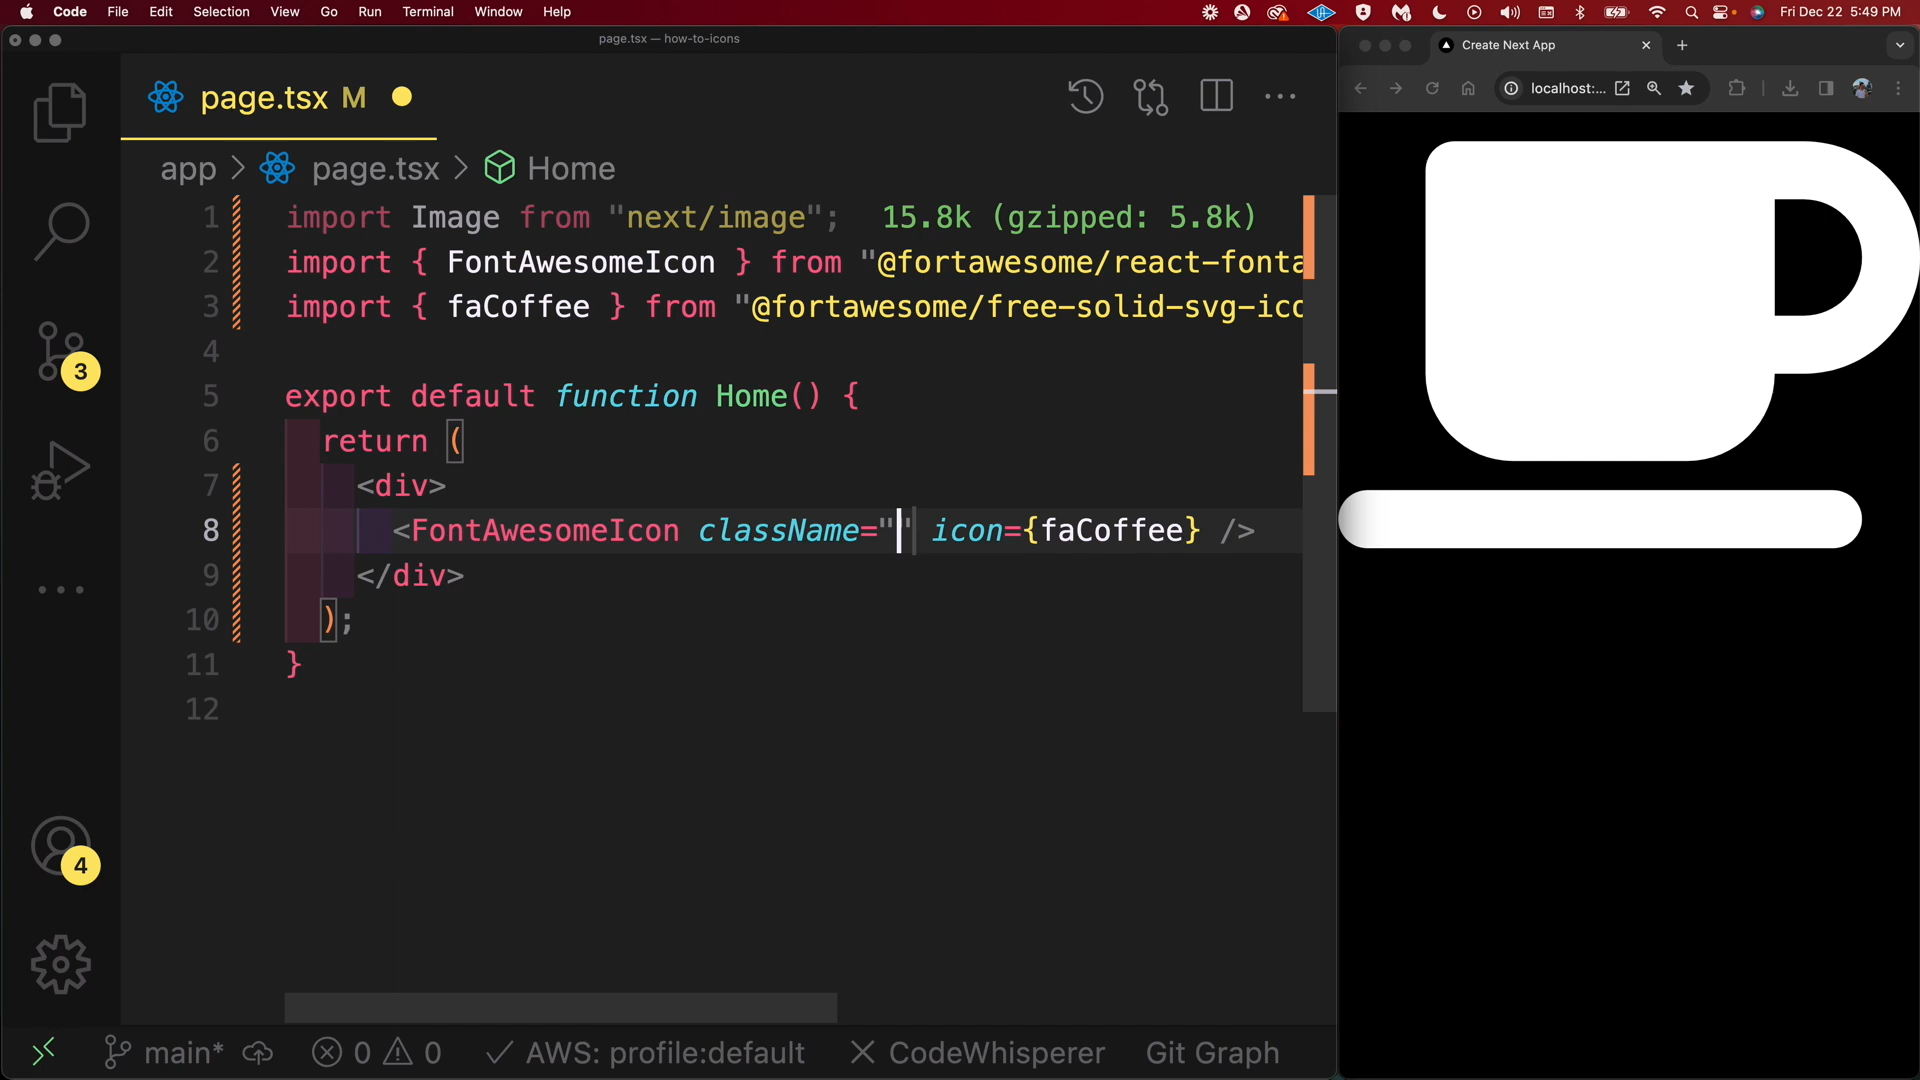 Code File Edit Selection View Go Run Terminal Window Help Fri Dec 22 5:49 PM
page.tsx — how-to-icons
Create Next App
page.tsx M
localhost:...
app > page.tsx > Home
1 import Image from "next/image"; 15.8k (gzipped: 5.8k)
2 import { FontAwesomeIcon } from "@fortawesome/react-fonta
3 import { faCoffee } from "@fortawesome/free-solid-svg-ico
4
5 export default function Home() {
6 return (
7 <div>
8 <FontAwesomeIcon className="" icon={faCoffee} />
9 </div>
10 );
11 }
12
3
4
main* 0 0 AWS: profile:default CodeWhisperer Git Graph